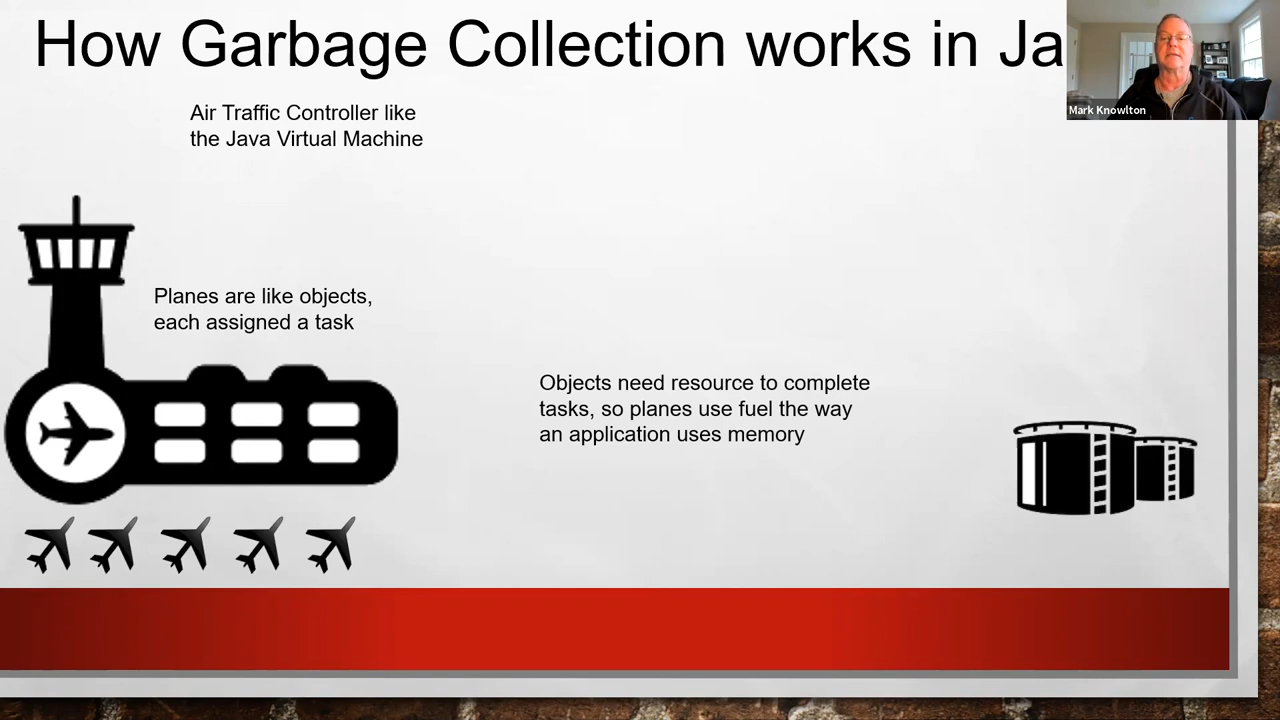 How Garbage Collection works in Ja
Mark Knowlton
Air Traffic Controller like
the Java Virtual Machine
Planes are like objects,
each assigned a task
Objects need resource to complete
tasks, so planes use fuel the way
an application uses memory